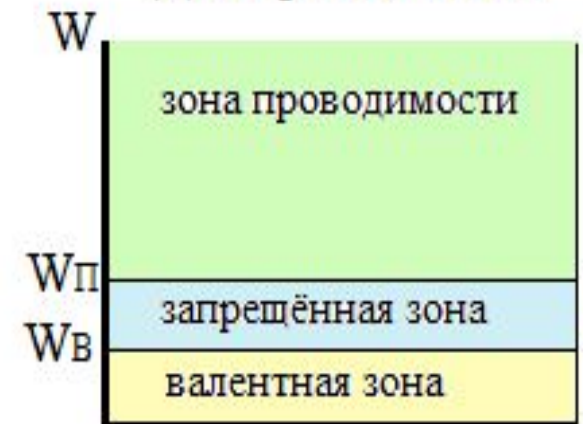 W
зона проводимости
Wп
запрещённая зона
Wв
валентная зона